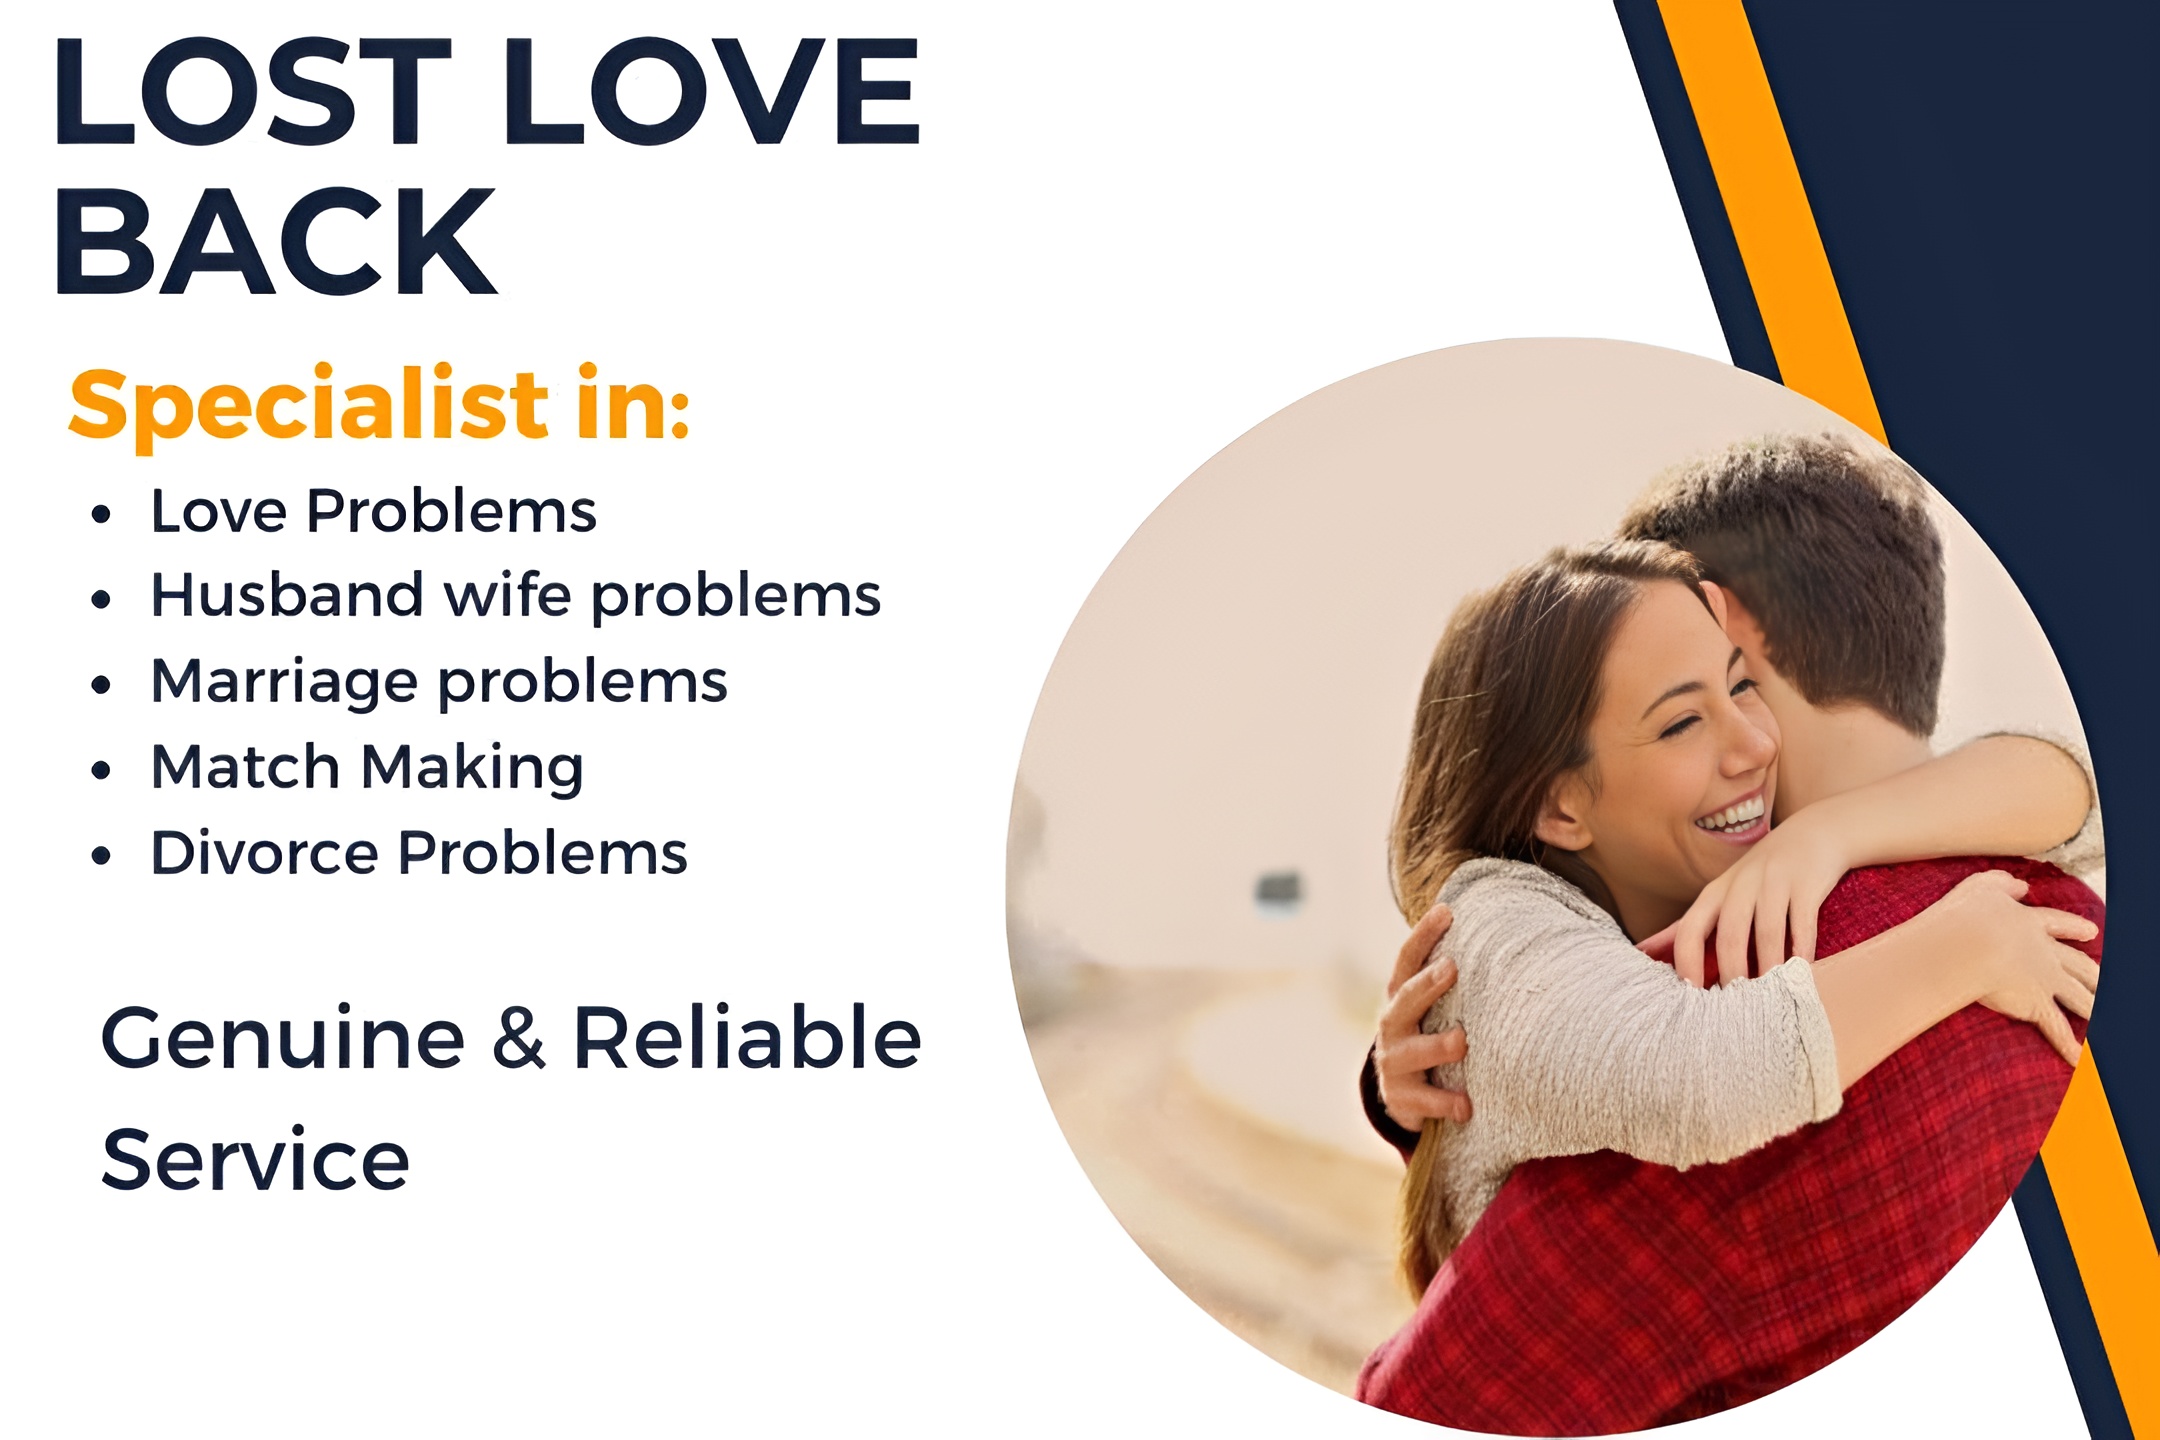 LOST LOVE
BACK
Specialist in:
• Love Problems
• Husband wife problems
• Marriage problems
• Match Making
• Divorce Problems
Genuine & Reliable
Service